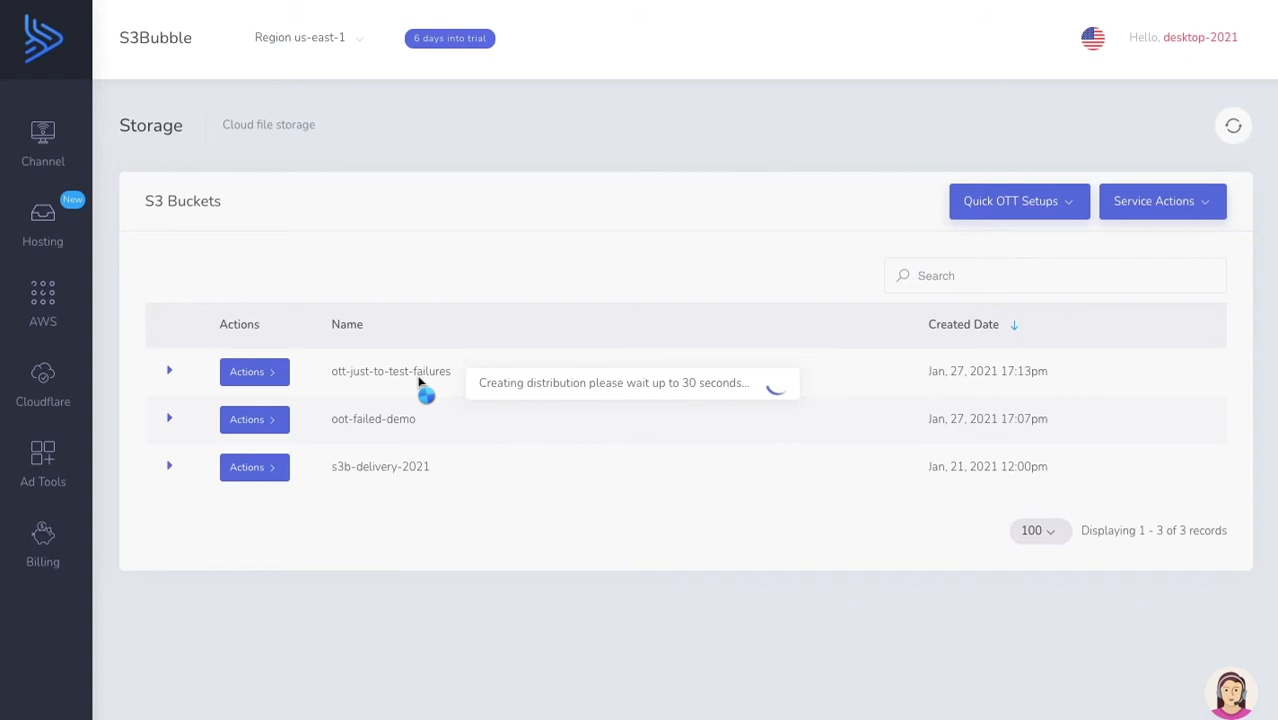 S3Bubble
Region us-east-1
6 days into trial
Hello, desktop-2021
Channel
New
Hosting
AWS
Cloudflare
Ad Tools
Billing
Storage
Cloud file storage
S3 Buckets
Quick OTT Setups
Service Actions
Search
Actions Name Created Date
Actions ott-just-to-test-failures Jan, 27, 2021 17:13pm
Creating distribution please wait up to 30 seconds...
Actions oot-failed-demo Jan, 27, 2021 17:07pm
Actions s3b-delivery-2021 Jan, 21, 2021 12:00pm
100 Displaying 1 - 3 of 3 records